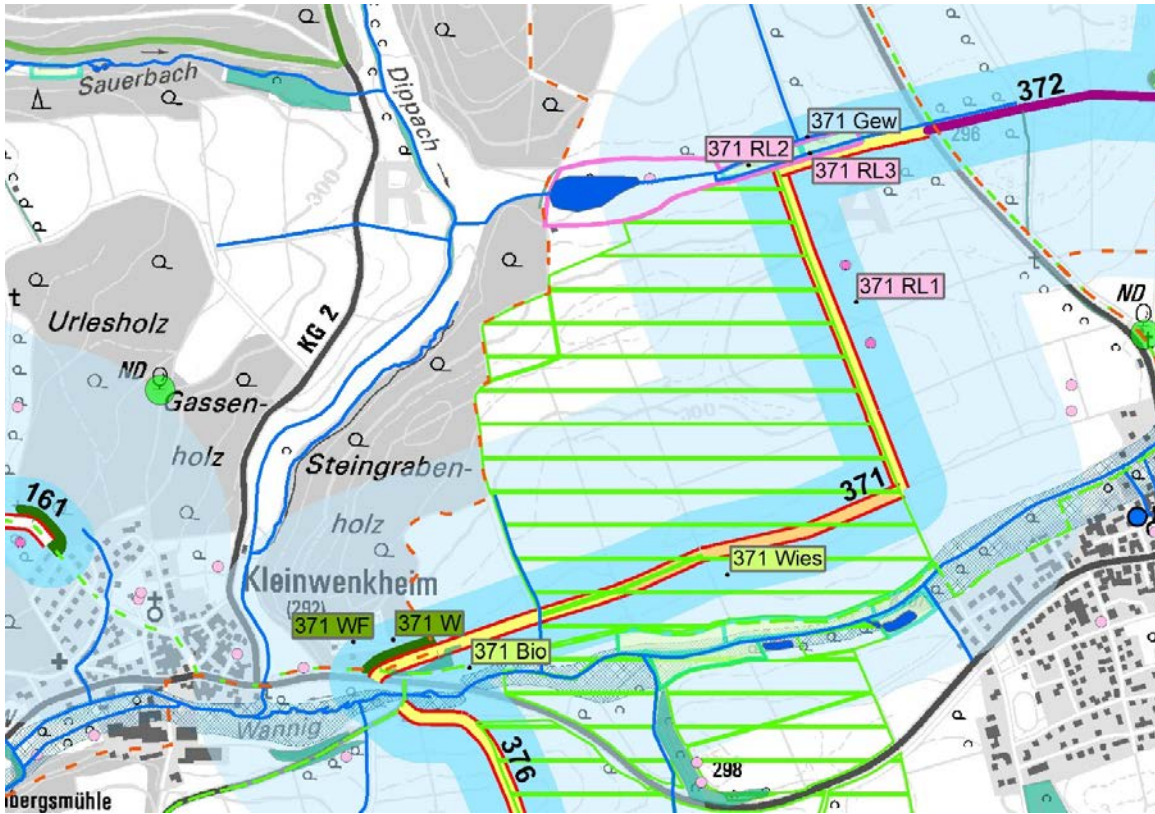 Sauerbach
Dippach
372
296
371 Gew
371 RL2
371 RL3
300
R
A
371 RL1
ND
Urlesholz
KG 2
ND
Gassen-
holz
300
Steingraben-
holz
371
161
371 Wies
Kleinwenkheim
(292)
371 WF
371 W
371 Bio
Wannig
376
298
bergsmühle